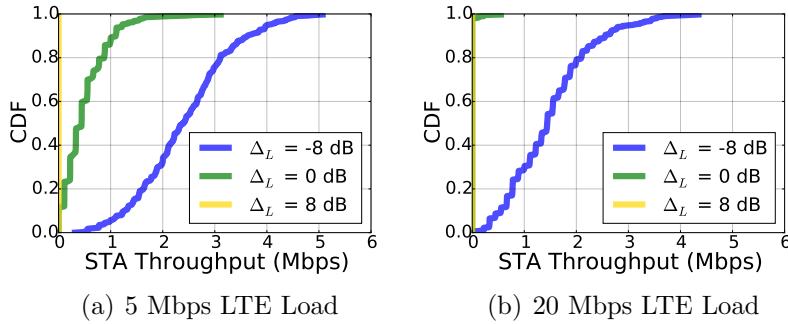 1.0
0.8
0.6
0.4
0.2
0.0
CDF
0 1 2 3 4 5 6
STA Throughput (Mbps)
Δ_L = -8 dB
Δ_L = 0 dB
Δ_L = 8 dB
(a) 5 Mbps LTE Load
1.0
0.8
0.6
0.4
0.2
0.0
CDF
0 1 2 3 4 5 6
STA Throughput (Mbps)
Δ_L = -8 dB
Δ_L = 0 dB
Δ_L = 8 dB
(b) 20 Mbps LTE Load